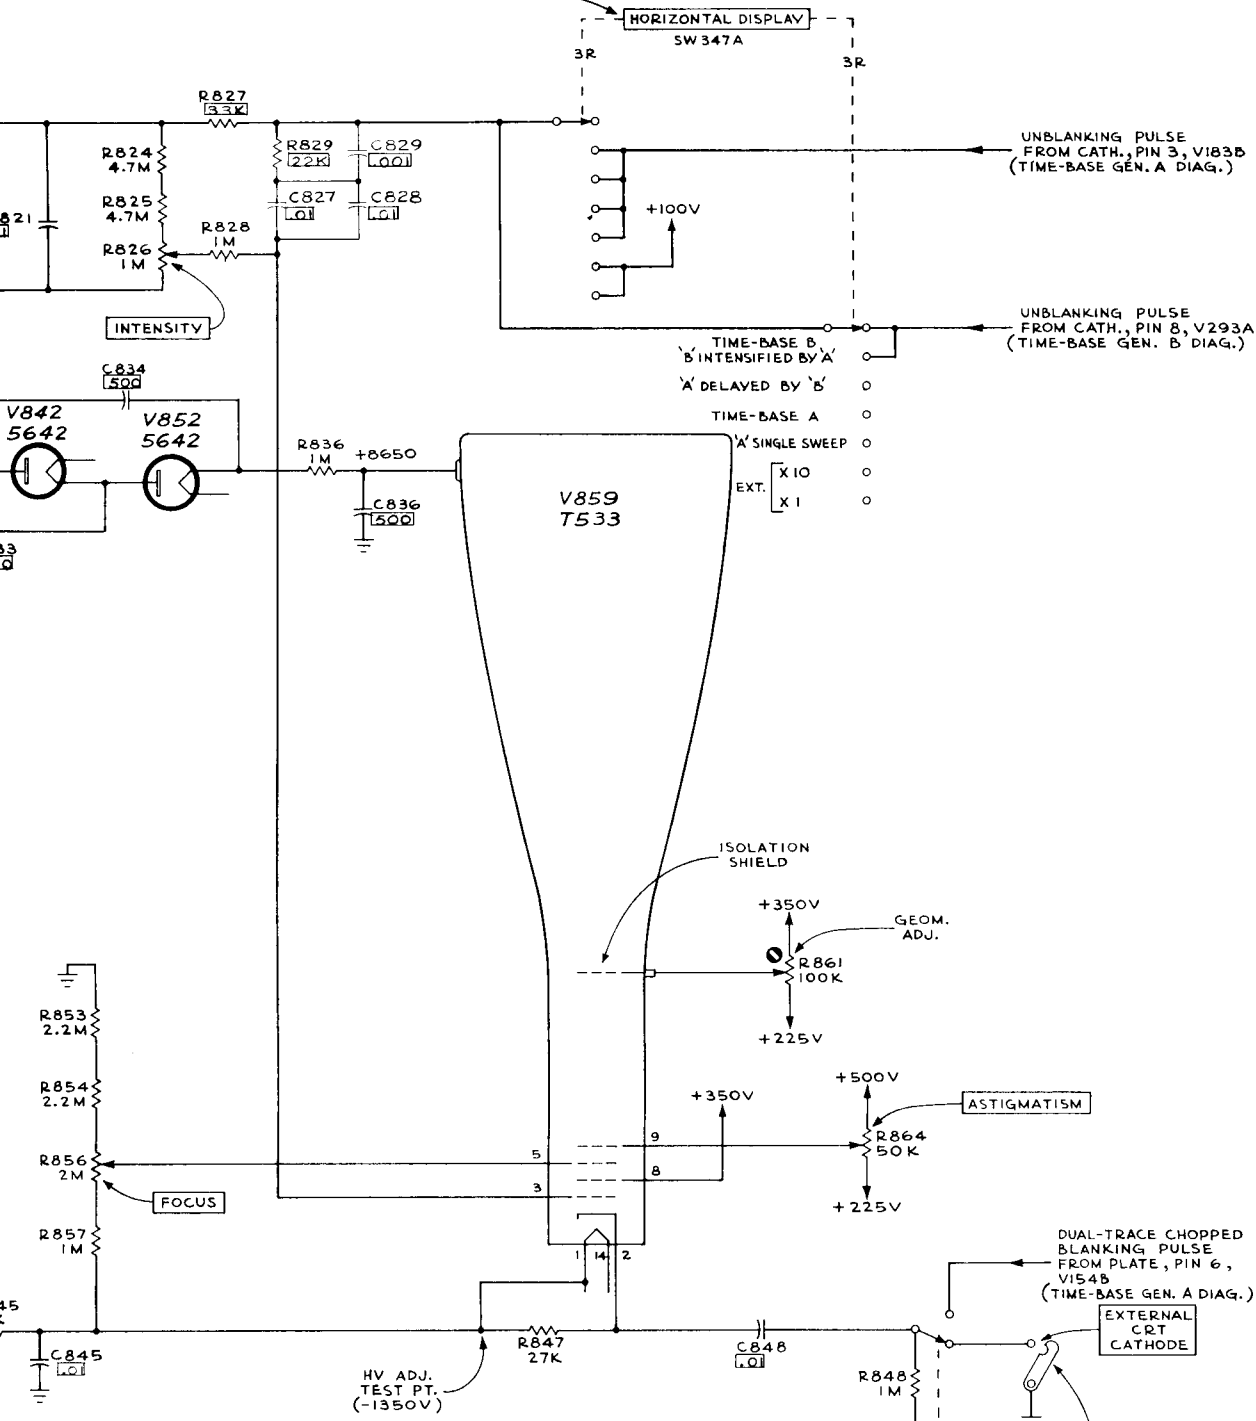 HORIZONTAL DISPLAY
SW347A
3R
3R
R827
33K
R824
4.7M
R829
22K
C829
.001
UNBLANKING PULSE
FROM CATH., PIN 3, V183B
(TIME-BASE GEN. A DIAG.)
R825
4.7M
C827
.01
C828
.01
821
R828
1M
+100V
R826
1M
INTENSITY
UNBLANKING PULSE
FROM CATH., PIN 8, V293A
(TIME-BASE GEN. B DIAG.)
TIME-BASE B
'B' INTENSIFIED BY 'A'
'A' DELAYED BY 'B'
TIME-BASE A
'A' SINGLE SWEEP
EXT.
X 10
X 1
C834
500
V842
5642
V852
5642
R836
1M
+8650
C836
500
V859
T533
33
0
ISOLATION
SHIELD
+350V
GEOM.
ADJ.
R861
100K
+225V
R853
2.2M
R854
2.2M
+350V
+500V
ASTIGMATISM
R864
50K
9
5
8
3
+225V
R856
2M
FOCUS
R857
1M
1
14
2
DUAL-TRACE CHOPPED
BLANKING PULSE
FROM PLATE, PIN 6,
V154B
(TIME-BASE GEN. A DIAG.)
EXTERNAL
CRT
CATHODE
45
C845
.01
R847
27K
C848
.01
R848
1M
HV ADJ.
TEST PT.
(-1350V)